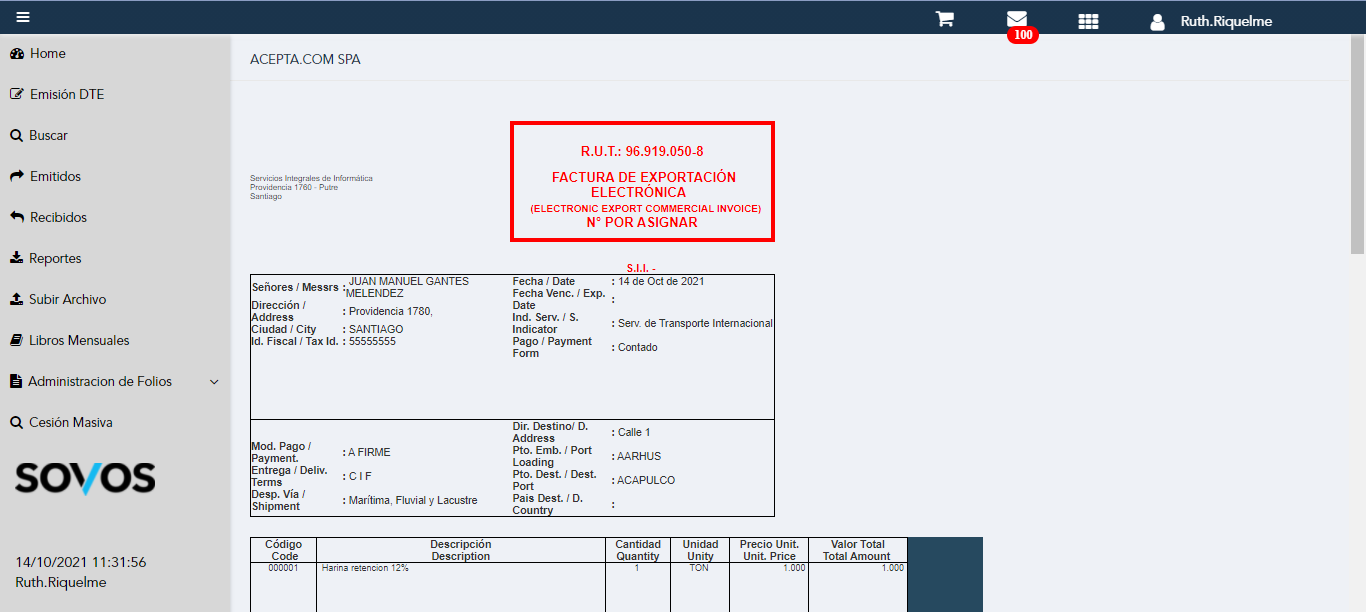 Ruth.Riquelme
100
Home
Emisión DTE
Buscar
Emitidos
Recibidos
Reportes
Subir Archivo
Libros Mensuales
Administracion de Folios
Cesión Masiva
SOVOS
14/10/2021 11:31:56
Ruth.Riquelme
ACEPTA.COM SPA
Servicios Integrales de Informática
Providencia 1760 - Putre
Santiago
R.U.T.: 96.919.050-8
FACTURA DE EXPORTACIÓN
ELECTRÓNICA
(ELECTRONIC EXPORT COMMERCIAL INVOICE)
N° POR ASIGNAR
S.I.I. -
Señores / Messrs : JUAN MANUEL GANTES
MELENDEZ
Dirección /
Address : Providencia 1780,
Ciudad / City : SANTIAGO
Id. Fiscal / Tax Id. : 55555555
Fecha / Date : 14 de Oct de 2021
Fecha Venc. / Exp.
Date :
Ind. Serv. / S.
Indicator : Serv. de Transporte Internacional
Pago / Payment
Form : Contado
Mod. Pago /
Payment. : A FIRME
Entrega / Deliv.
Terms : C I F
Desp. Vía /
Shipment : Marítima, Fluvial y Lacustre
Dir. Destino/ D.
Address : Calle 1
Pto. Emb. / Port
Loading : AARHUS
Pto. Dest. / Dest.
Port : ACAPULCO
Pais Dest. / D.
Country :
Código Descripción Cantidad Unidad Precio Unit. Valor Total
Code Description Quantity Unity Unit. Price Total Amount
000001 Harina retencion 12% 1 TON 1.000 1.000